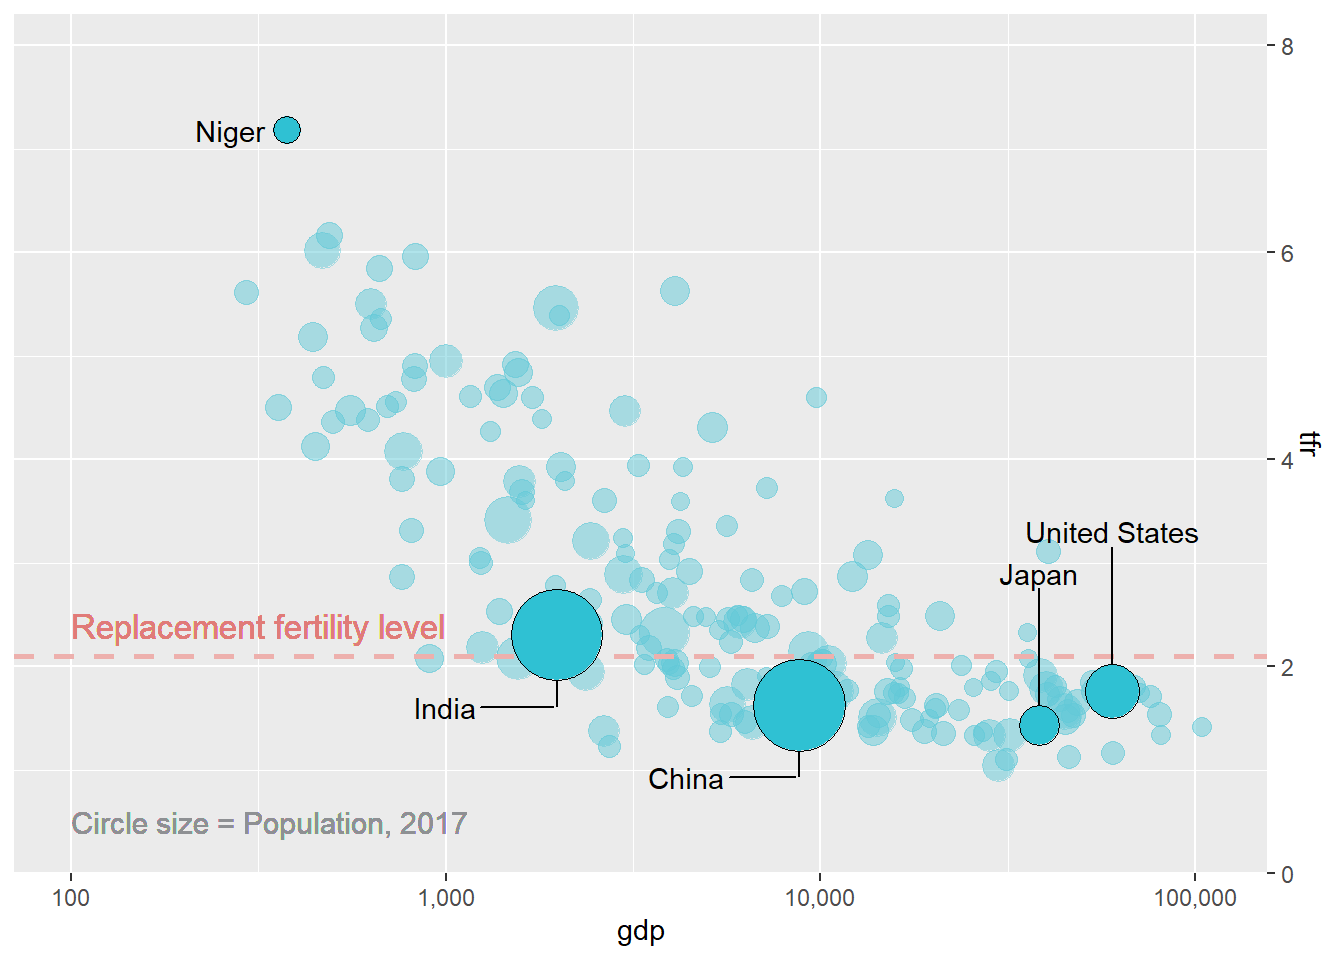 8
Niger
6
4
tfr
United States
Japan
Replacement fertility level
2
India
China
Circle size = Population, 2017
0
100
1,000
10,000
100,000
gdp